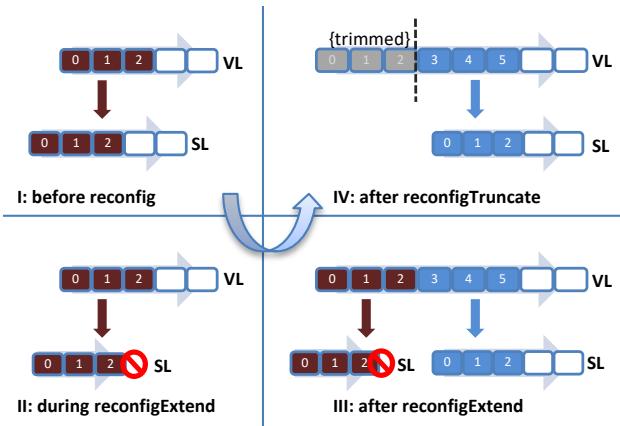 0 1 2 VL
0 1 2 SL
I: before reconfig
{trimmed}
0 1 2 3 4 5 VL
0 1 2 SL
IV: after reconfigTruncate
0 1 2 VL
0 1 2 SL
II: during reconfigExtend
0 1 2 3 4 5 VL
0 1 2 SL 0 1 2 SL
III: after reconfigExtend